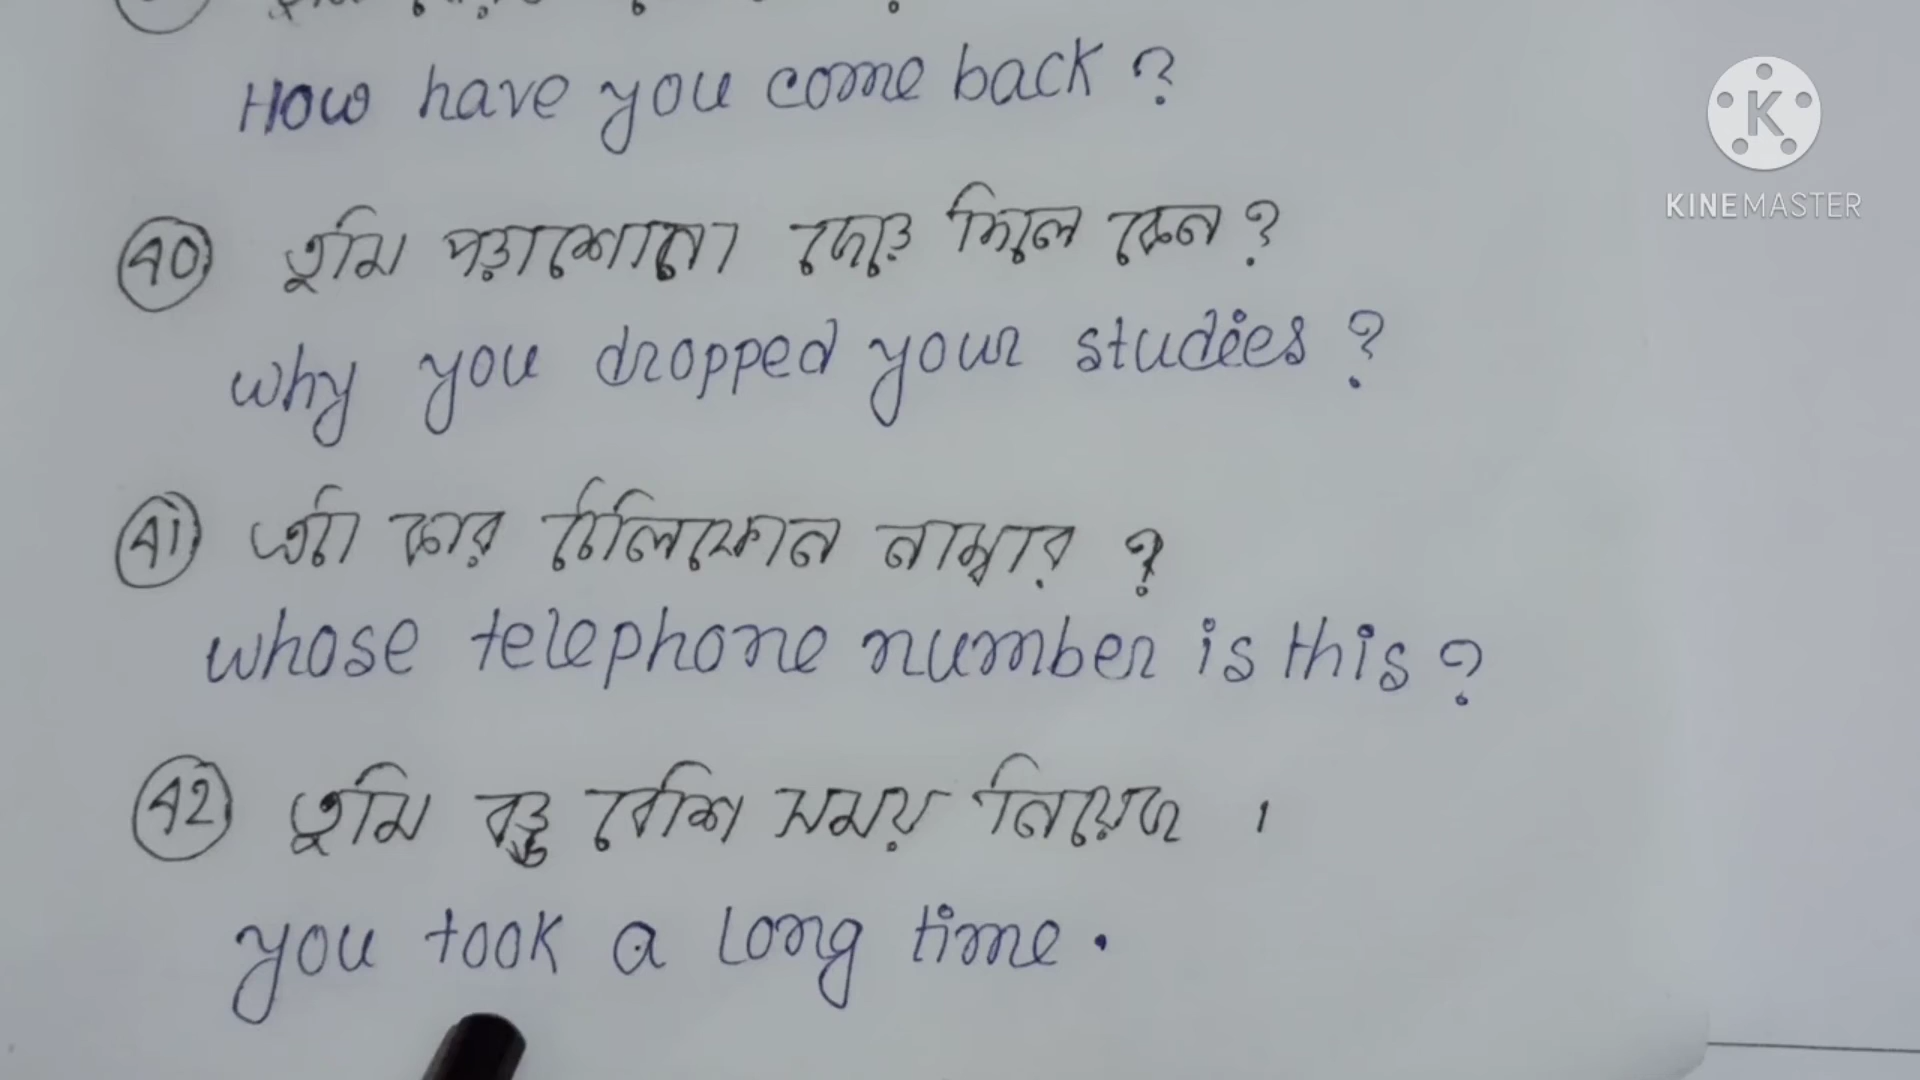 How have you come back ?
40 তুমি পড়াশোনা ছেড়ে দিলে কেন ?
why you dropped your studies ?
41 এটা কার টেলিফোন নাম্বার ?
whose telephone number is this ?
42 তুমি বড্ড বেশি সময় নিয়েছ ।
you took a long time .
K
KINEMASTER